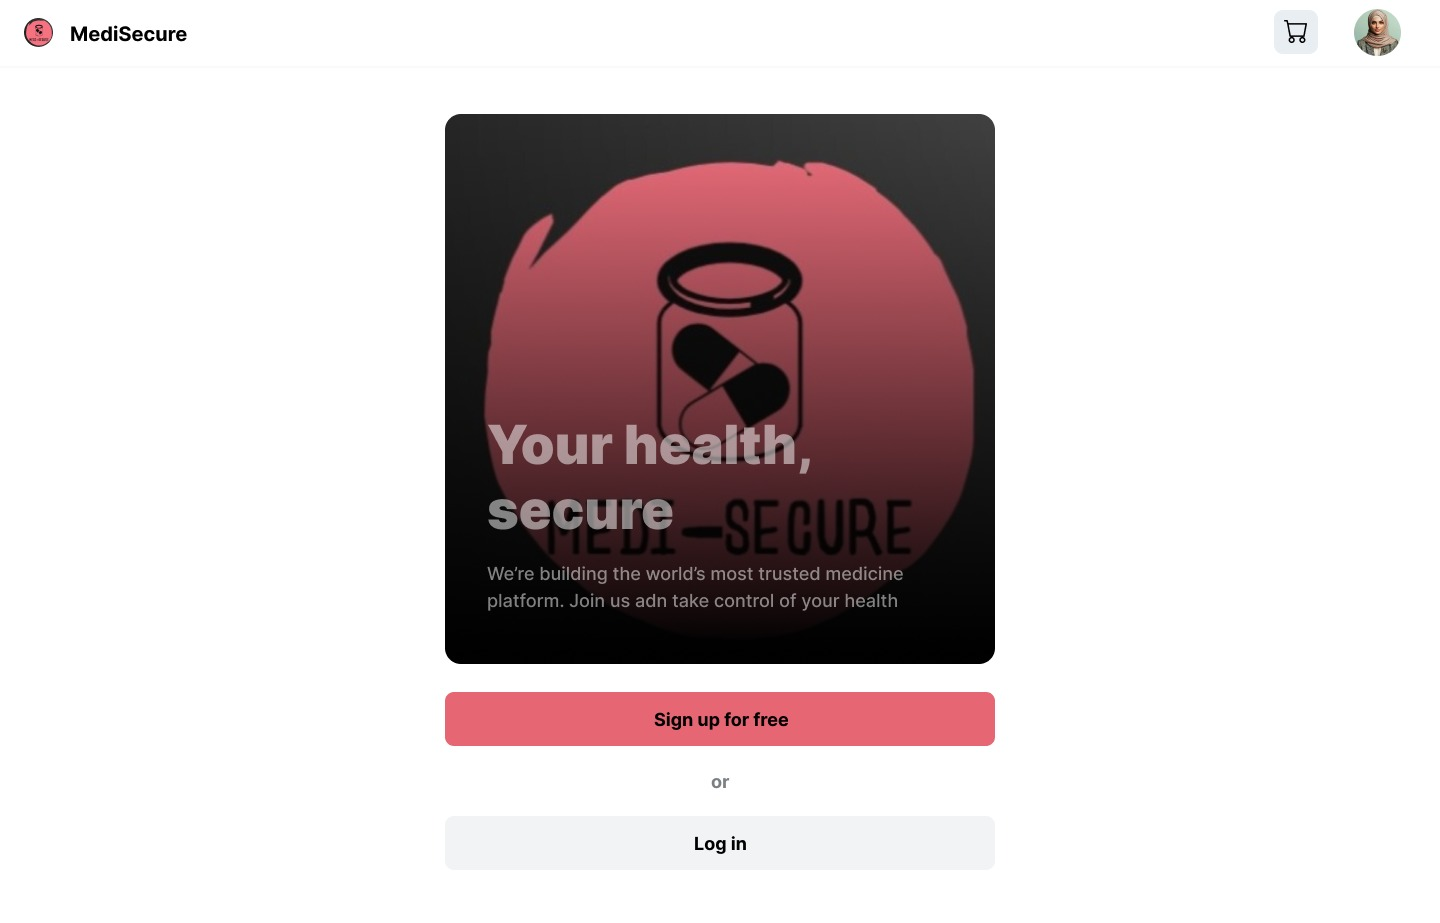 MediSecure
Your health,
secure
MEDI-SECURE
We're building the world's most trusted medicine
platform. Join us adn take control of your health
Sign up for free
or
Log in